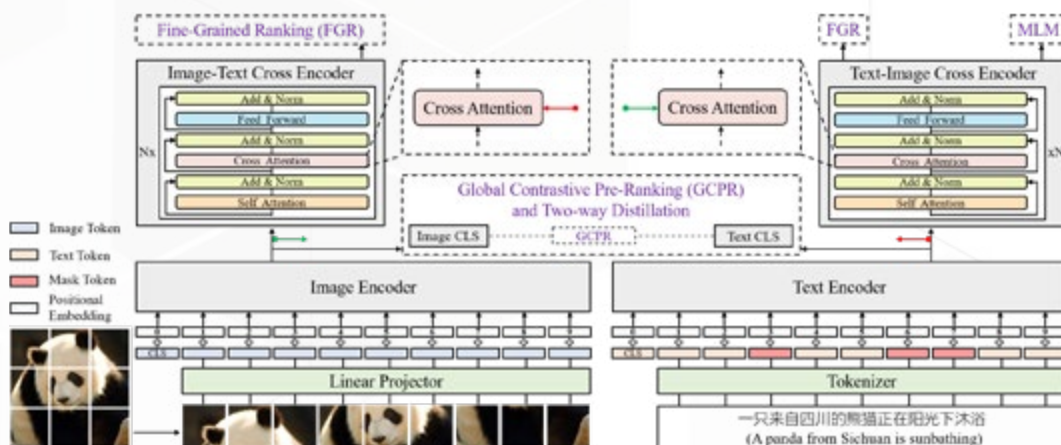 Fine-Grained Ranking (FGR)
FGR
MLM
Image-Text Cross Encoder
Add & Norm
Feed Forward
Add & Norm
Cross Attention
Add & Norm
Self Attention
Nx
Cross Attention
Cross Attention
Text-Image Cross Encoder
Add & Norm
Feed Forward
Add & Norm
Cross Attention
Add & Norm
Self Attention
xN
Global Contrastive Pre-Ranking (GCPR)
and Two-way Distillation
Image CLS
GCPR
Text CLS
Image Token
Text Token
Mask Token
Positional
Embedding
Image Encoder
Text Encoder
CLS
CLS
Linear Projector
Tokenizer
一只来自四川的熊猫正在阳光下沐浴
(A panda from Sichuan is sunbathing)